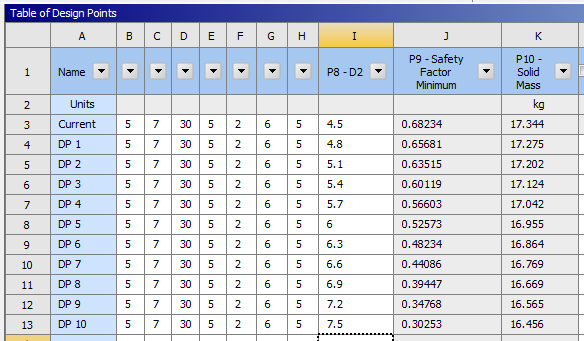 Table of Design Points
A B C D E F G H I J K
1 Name P8 - D2 P9 - Safety Factor Minimum P10 - Solid Mass
2 Units kg
3 Current 5 7 30 5 2 6 5 4.5 0.68234 17.344
4 DP 1 5 7 30 5 2 6 5 4.8 0.65681 17.275
5 DP 2 5 7 30 5 2 6 5 5.1 0.63515 17.202
6 DP 3 5 7 30 5 2 6 5 5.4 0.60119 17.124
7 DP 4 5 7 30 5 2 6 5 5.7 0.56603 17.042
8 DP 5 5 7 30 5 2 6 5 6 0.52573 16.955
9 DP 6 5 7 30 5 2 6 5 6.3 0.48234 16.864
10 DP 7 5 7 30 5 2 6 5 6.6 0.44086 16.769
11 DP 8 5 7 30 5 2 6 5 6.9 0.39447 16.669
12 DP 9 5 7 30 5 2 6 5 7.2 0.34768 16.565
13 DP 10 5 7 30 5 2 6 5 7.5 0.30253 16.456